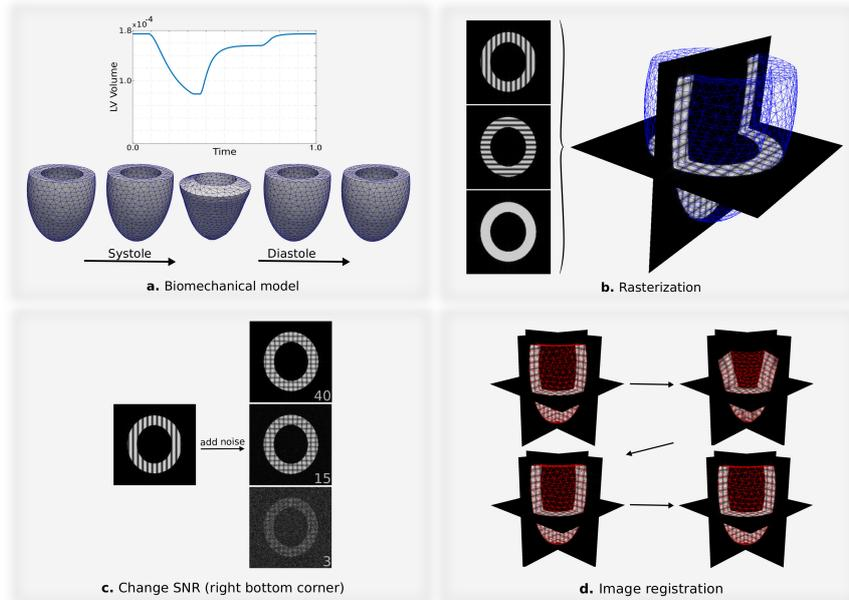 1.8
x10⁻⁴
1.0
LV Volume
0.0
Time
1.0
Systole
Diastole
a. Biomechanical model
b. Rasterization
40
add noise
15
3
c. Change SNR (right bottom corner)
d. Image registration